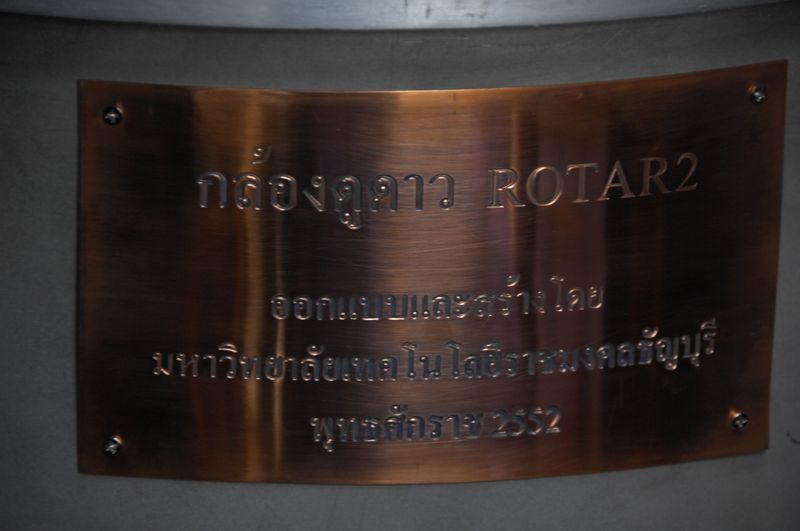 กล้องดูดาว ROTAR2
ออกแบบและสร้างโดย
มหาวิทยาลัยเทคโนโลยีราชมงคลธัญบุรี
พุทธศักราช 2552